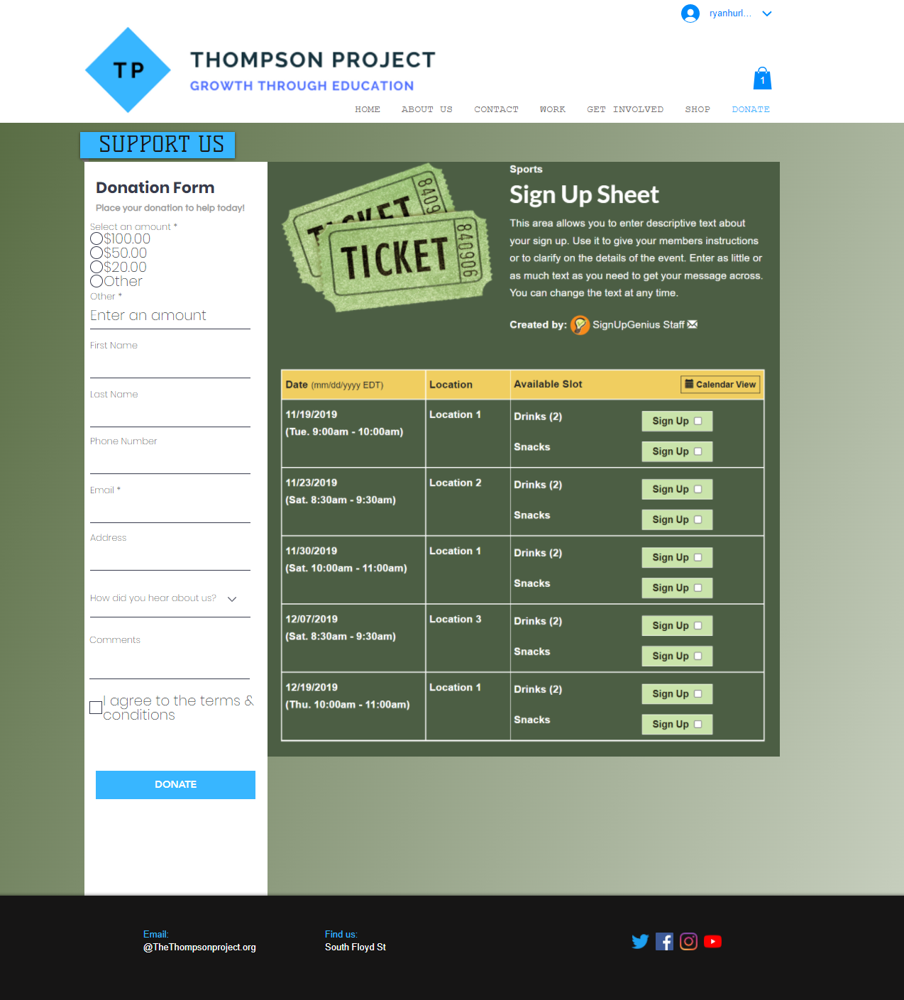 ryanhurl...
TP
THOMPSON PROJECT
GROWTH THROUGH EDUCATION
1
HOME ABOUT US CONTACT WORK GET INVOLVED SHOP DONATE
SUPPORT US
Donation Form
Place your donation to help today!
Select an amount *
$100.00
$50.00
$20.00
Other
Other *
Enter an amount
First Name
Last Name
Phone Number
Email *
Address
How did you hear about us?
Comments
I agree to the terms &
conditions
DONATE
TICKET
8409
TICKET
840906
Sports
Sign Up Sheet
This area allows you to enter descriptive text about
your sign up. Use it to give your members instructions
or to clarify on the details of the event. Enter as little or
as much text as you need to get your message across.
You can change the text at any time.
Created by: SignUpGenius Staff
Date (mm/dd/yyyy EDT) Location Available Slot Calendar View
11/19/2019 Location 1 Drinks (2) Sign Up
(Tue. 9:00am - 10:00am)
Snacks Sign Up
11/23/2019 Location 2 Drinks (2) Sign Up
(Sat. 8:30am - 9:30am)
Snacks Sign Up
11/30/2019 Location 1 Drinks (2) Sign Up
(Sat. 10:00am - 11:00am)
Snacks Sign Up
12/07/2019 Location 3 Drinks (2) Sign Up
(Sat. 8:30am - 9:30am)
Snacks Sign Up
12/19/2019 Location 1 Drinks (2) Sign Up
(Thu. 10:00am - 11:00am)
Snacks Sign Up
Email: Find us:
@TheThompsonproject.org South Floyd St